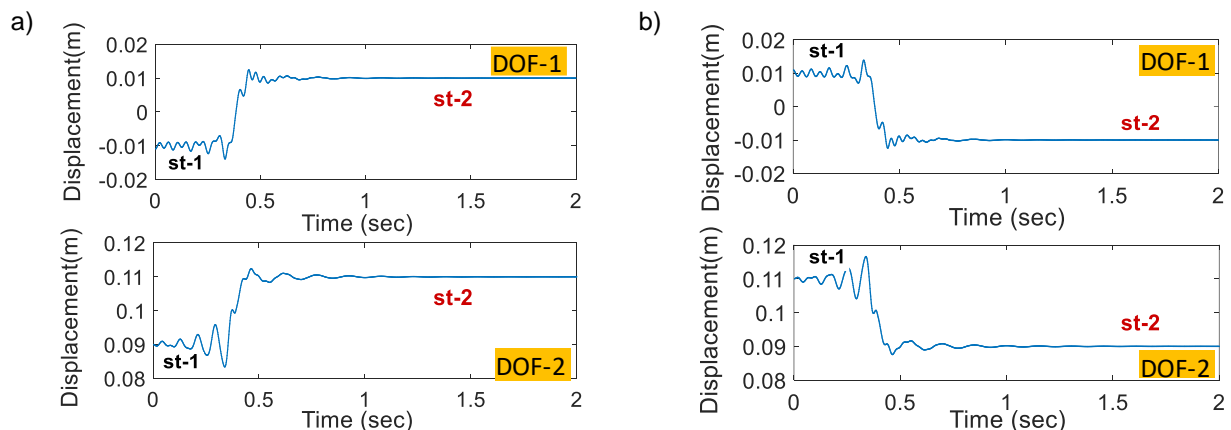 a)
Displacement(m)
0.02
0.01
0
-0.01
-0.02
DOF-1
st-2
st-1
0
0.5
1
1.5
2
Time (sec)
Displacement(m)
0.12
0.11
0.10
0.09
0.08
st-2
st-1
DOF-2
0
0.5
1
1.5
2
Time (sec)
b)
Displacement(m)
0.02
0.01
0
-0.01
-0.02
st-1
DOF-1
st-2
0
0.5
1
1.5
2
Time (sec)
Displacement(m)
0.12
0.11
0.10
0.09
0.08
st-1
st-2
DOF-2
0
0.5
1
1.5
2
Time (sec)